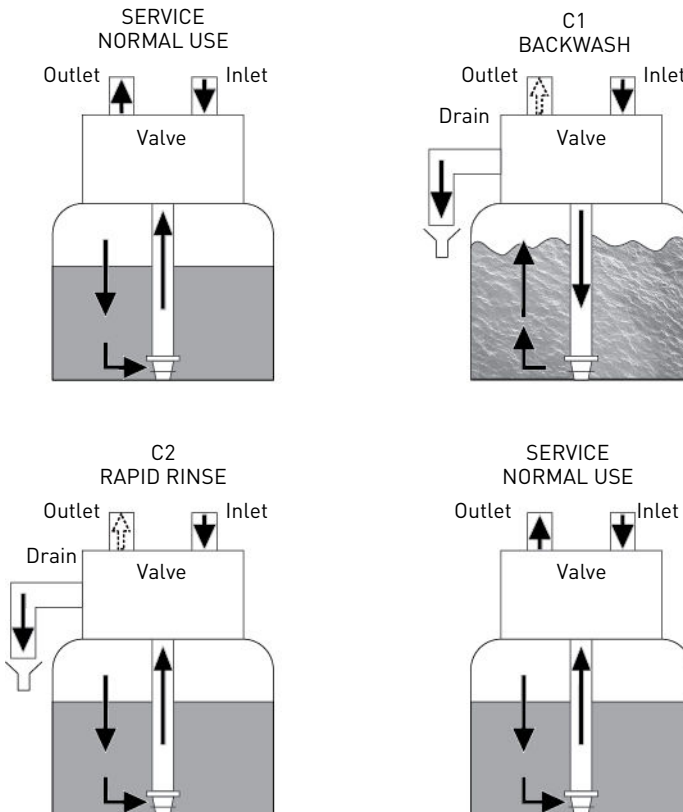 SERVICE
NORMAL USE
Outlet
Inlet
Valve
C1
BACKWASH
Outlet
Inlet
Drain
Valve
C2
RAPID RINSE
Outlet
Inlet
Drain
Valve
SERVICE
NORMAL USE
Outlet
Inlet
Valve